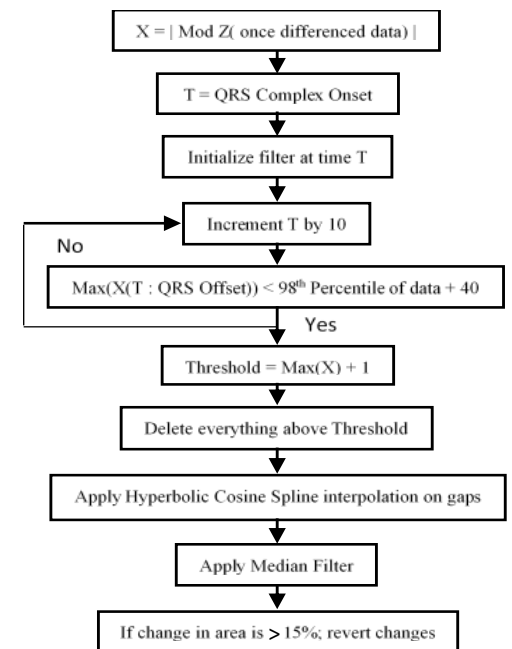 X = | Mod Z( once differenced data) |
T = QRS Complex Onset
Initialize filter at time T
Increment T by 10
No
Max(X(T : QRS Offset)) < 98th Percentile of data + 40
Yes
Threshold = Max(X) + 1
Delete everything above Threshold
Apply Hyperbolic Cosine Spline interpolation on gaps
Apply Median Filter
If change in area is > 15%; revert changes